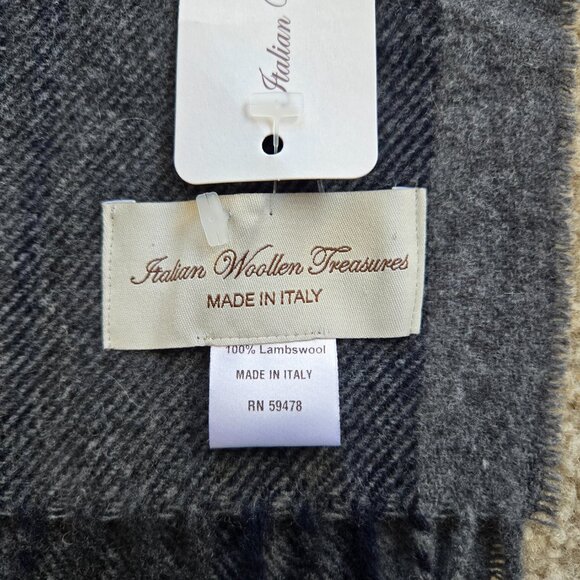 Italian
Italian Woollen Treasures
MADE IN ITALY
100% Lambswool
MADE IN ITALY
RN 59478